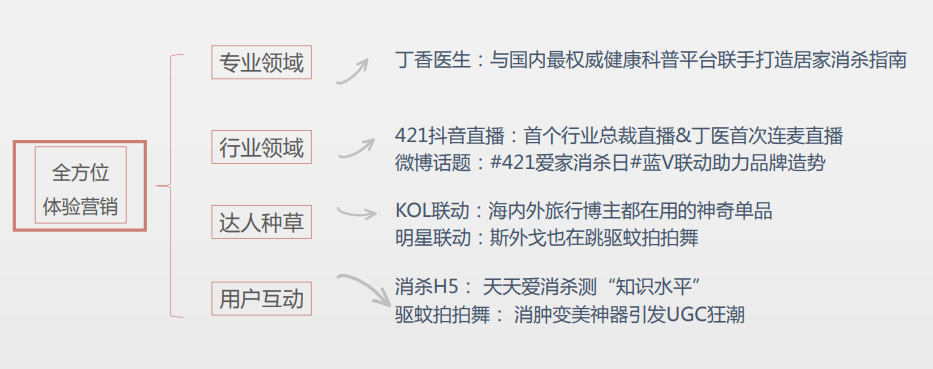 全方位
体验营销
专业领域
丁香医生：与国内最权威健康科普平台联手打造居家消杀指南
行业领域
421抖音直播：首个行业总裁直播&丁医首次连麦直播
微博话题：#421爱家消杀日#蓝V联动助力品牌造势
达人种草
KOL联动：海内外旅行博主都在用的神奇单品
明星联动：斯外戈也在跳驱蚊拍拍舞
用户互动
消杀H5： 天天爱消杀测“知识水平”
驱蚊拍拍舞： 消肿变美神器引发UGC狂潮